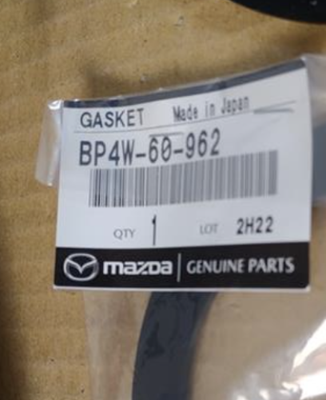 GASKET Made in Japan
BP4W-60-962
QTY 1 LOT 2H22
mazda GENUINE PARTS